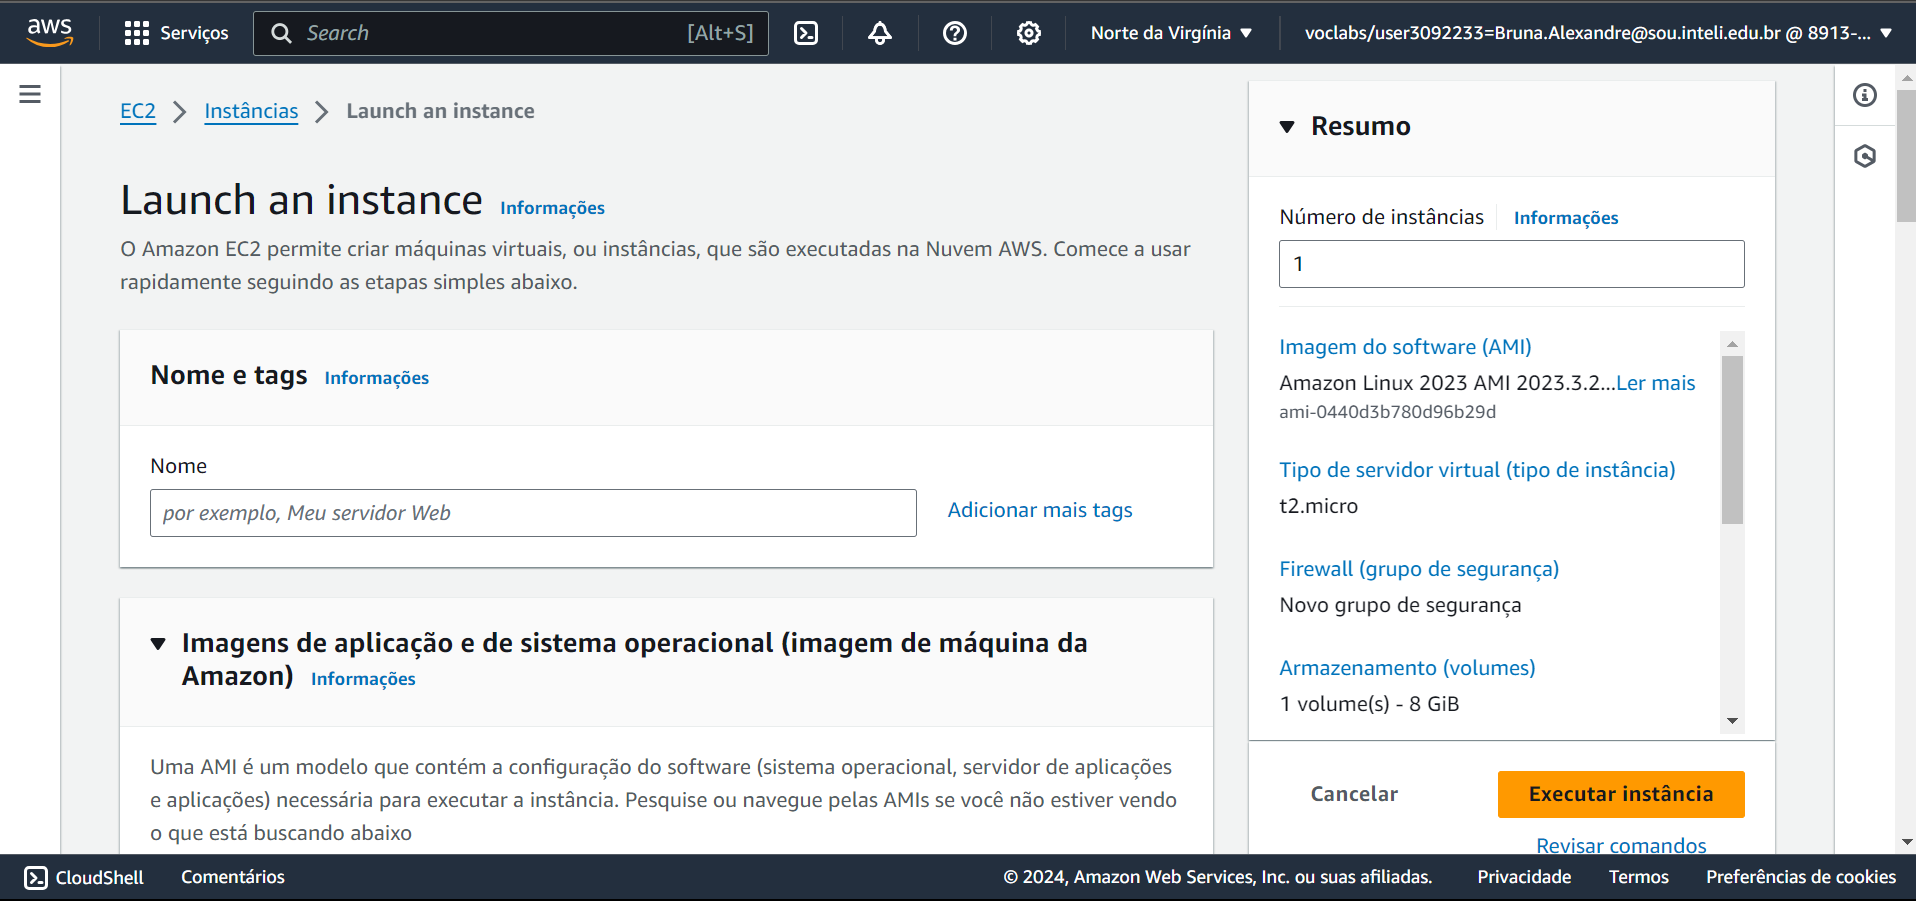 aws
Serviços
Search
[Alt+S]
Norte da Virgínia
voclabs/user3092233=Bruna.Alexandre@sou.inteli.edu.br @ 8913-...
EC2
Instâncias
Launch an instance
Launch an instance Informações
O Amazon EC2 permite criar máquinas virtuais, ou instâncias, que são executadas na Nuvem AWS. Comece a usar
rapidamente seguindo as etapas simples abaixo.
Nome e tags Informações
Nome
por exemplo, Meu servidor Web
Adicionar mais tags
Imagens de aplicação e de sistema operacional (imagem de máquina da
Amazon) Informações
Uma AMI é um modelo que contém a configuração do software (sistema operacional, servidor de aplicações
e aplicações) necessária para executar a instância. Pesquise ou navegue pelas AMIs se você não estiver vendo
o que está buscando abaixo
Resumo
Número de instâncias Informações
1
Imagem do software (AMI)
Amazon Linux 2023 AMI 2023.3.2...Ler mais
ami-0440d3b780d96b29d
Tipo de servidor virtual (tipo de instância)
t2.micro
Firewall (grupo de segurança)
Novo grupo de segurança
Armazenamento (volumes)
1 volume(s) - 8 GiB
Cancelar
Executar instância
Revisar comandos
CloudShell
Comentários
© 2024, Amazon Web Services, Inc. ou suas afiliadas.
Privacidade
Termos
Preferências de cookies